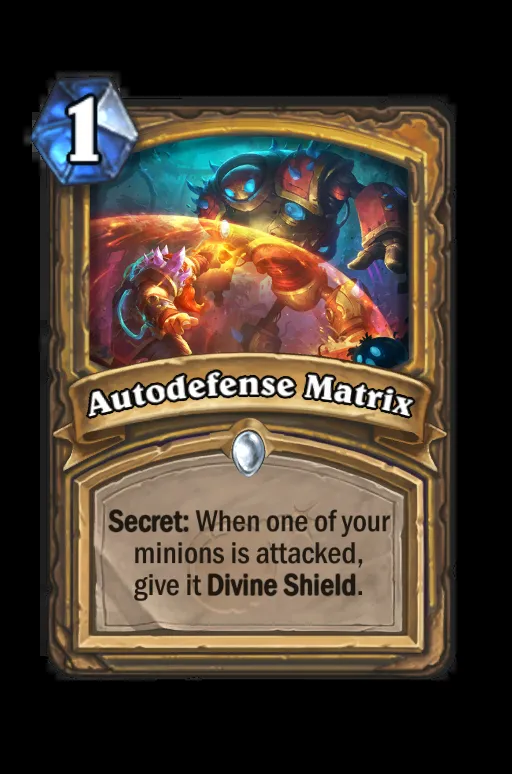 1
Autodefense Matrix
Secret: When one of your
minions is attacked,
give it Divine Shield.